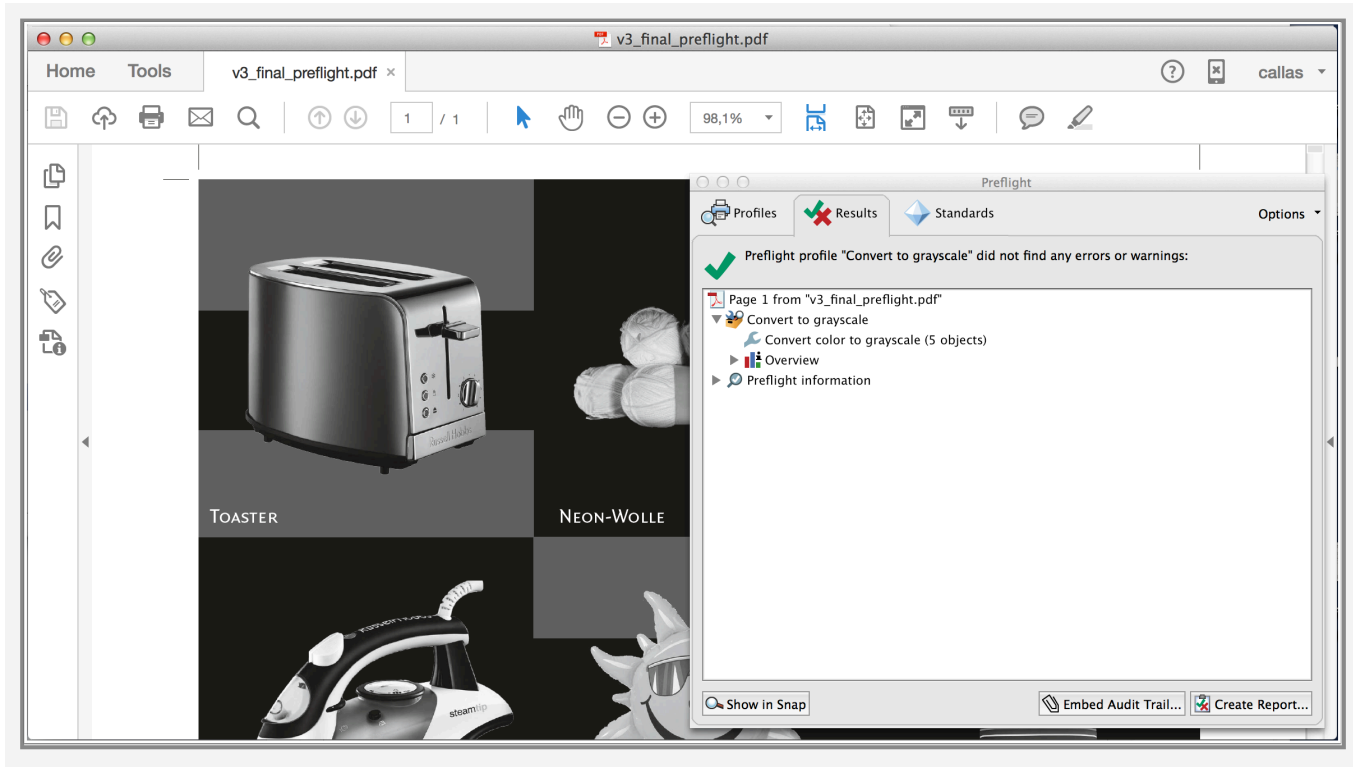 v3_final_preflight.pdf
Home Tools v3_final_preflight.pdf × ? callas
1 / 1 98,1%
Preflight
Profiles Results Standards Options
Preflight profile "Convert to grayscale" did not find any errors or warnings:
Page 1 from "v3_final_preflight.pdf"
Convert to grayscale
Convert color to grayscale (5 objects)
Overview
Preflight information
Russell Hobbs
TOASTER NEON-WOLLE
steamtip
Show in Snap Embed Audit Trail... Create Report...